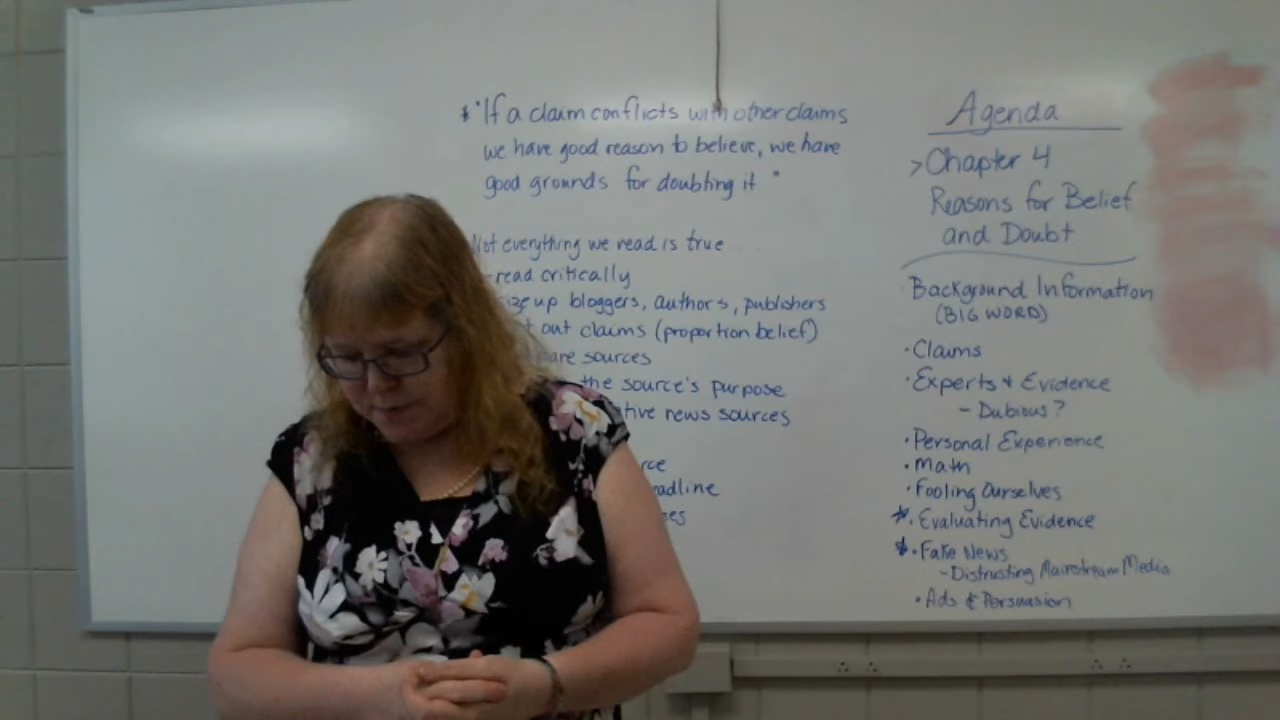 * "If a claim conflicts with other claims
we have good reason to believe, we have
good grounds for doubting it"
Not everything we read is true
- read critically
size up bloggers, authors, publishers
out claims (proportion belief)
sources
the source's purpose
news sources
Agenda
> Chapter 4
Reasons for Belief
and Doubt
Background Information
(BIG WORD)
· Claims
· Experts & Evidence
- Dubious?
· Personal Experience
· Math
· Fooling Ourselves
*· Evaluating Evidence
*· Fake News
- Distrusting Mainstream Media
· Ads & Persuasion